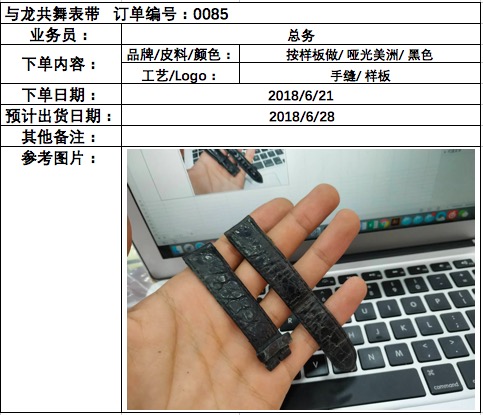 与龙共舞表带 订单编号：0085
业务员： 总务
下单内容： 品牌/皮料/颜色： 按样板做/ 哑光美洲/ 黑色
工艺/Logo： 手缝/ 样板
下单日期： 2018/6/21
预计出货日期： 2018/6/28
其他备注：
参考图片：
command